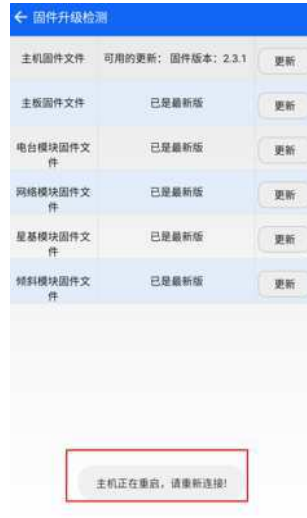 ← 固件升级检测
主机固件文件 可用的更新： 固件版本：2.3.1 更新
主板固件文件 已是最新版 更新
电台模块固件文
件 已是最新版 更新
网络模块固件文
件 已是最新版 更新
星基模块固件文
件 已是最新版 更新
倾斜模块固件文
件 已是最新版 更新
主机正在重启，请重新连接!